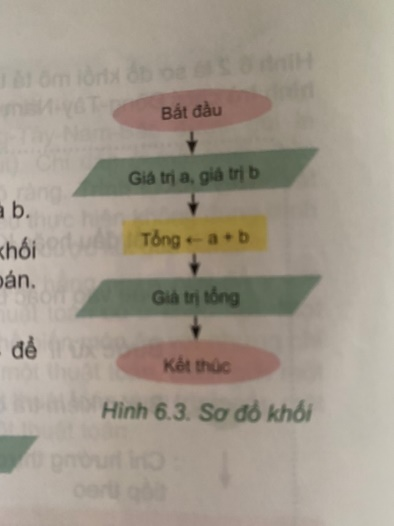 Bắt đầu
Giá trị a, giá trị b
à b.
Tổng ← a + b
khối
oán.
Giá trị tổng
để
Kết thúc
Hình 6.3. Sơ đồ khối